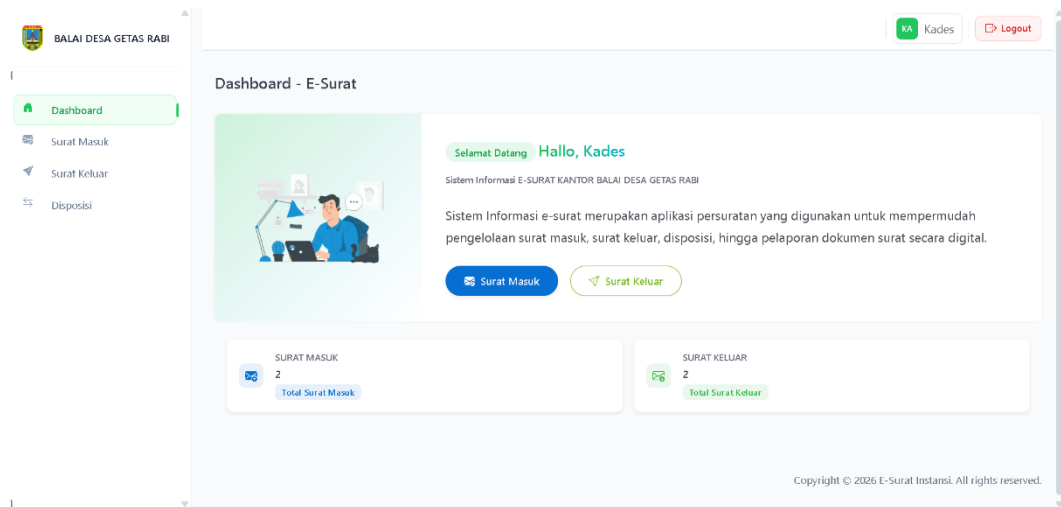 BALAI DESA GETAS RABI
KA Kades Logout
Dashboard
Surat Masuk
Surat Keluar
Disposisi
Dashboard - E-Surat
Selamat Datang Hallo, Kades
Sistem Informasi E-SURAT KANTOR BALAI DESA GETAS RABI
Sistem Informasi e-surat merupakan aplikasi persuratan yang digunakan untuk mempermudah
pengelolaan surat masuk, surat keluar, disposisi, hingga pelaporan dokumen surat secara digital.
Surat Masuk Surat Keluar
SURAT MASUK
2
Total Surat Masuk
SURAT KELUAR
2
Total Surat Keluar
Copyright © 2026 E-Surat Instansi. All rights reserved.